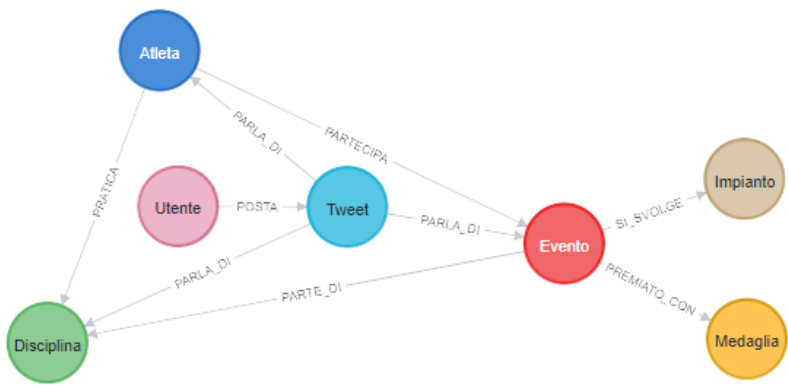 Atleta
PARLA_DI
PARTECIPA
PRATICA
Utente
POSTA
Tweet
PARLA_DI
Evento
SI_SVOLGE
Impianto
PARLA_DI
PARTE_DI
PREMIATO_CON
Disciplina
Medaglia